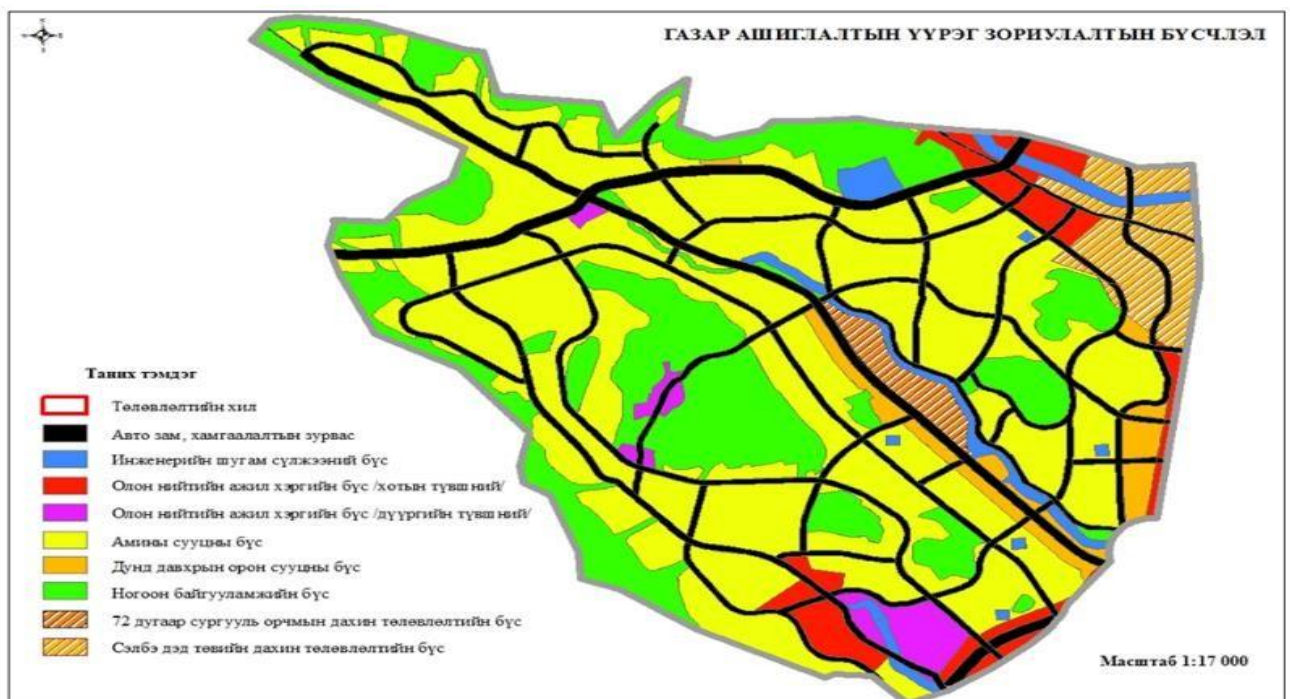 ГАЗАР АШИГЛАЛТЫН ҮҮРЭГ ЗОРИУЛАЛТЫН БҮСЧЛЭЛ
Таних тэмдэг
Төлөвлөлтийн хил
Авто зам, хамгаалалтын зурвас
Инженерийн шугам сүлжээний бүс
Олон нийтийн ажил хэргийн бүс /хотын түвшний/
Олон нийтийн ажил хэргийн бүс /дүүргийн түвшний/
Амины сууцны бүс
Дунд давхрын орон сууцны бүс
Ногоон байгууламжийн бүс
72 дугаар сургууль орчмын дахин төлөвлөлтийн бүс
Сэлбэ дэд төвийн дахин төлөвлөлтийн бүс
Масштаб 1:17 000